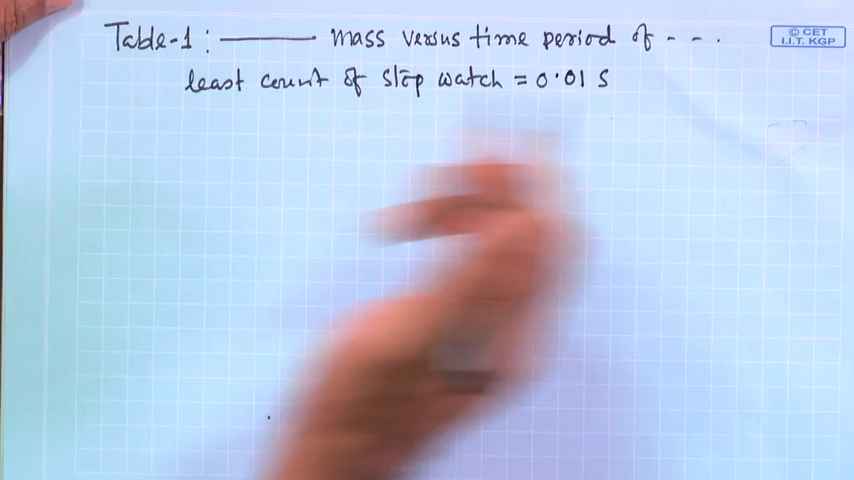 Table-1: ——— mass versus time period of - - .
© CET
I.I.T. KGP
least count of stop watch = 0.01 s